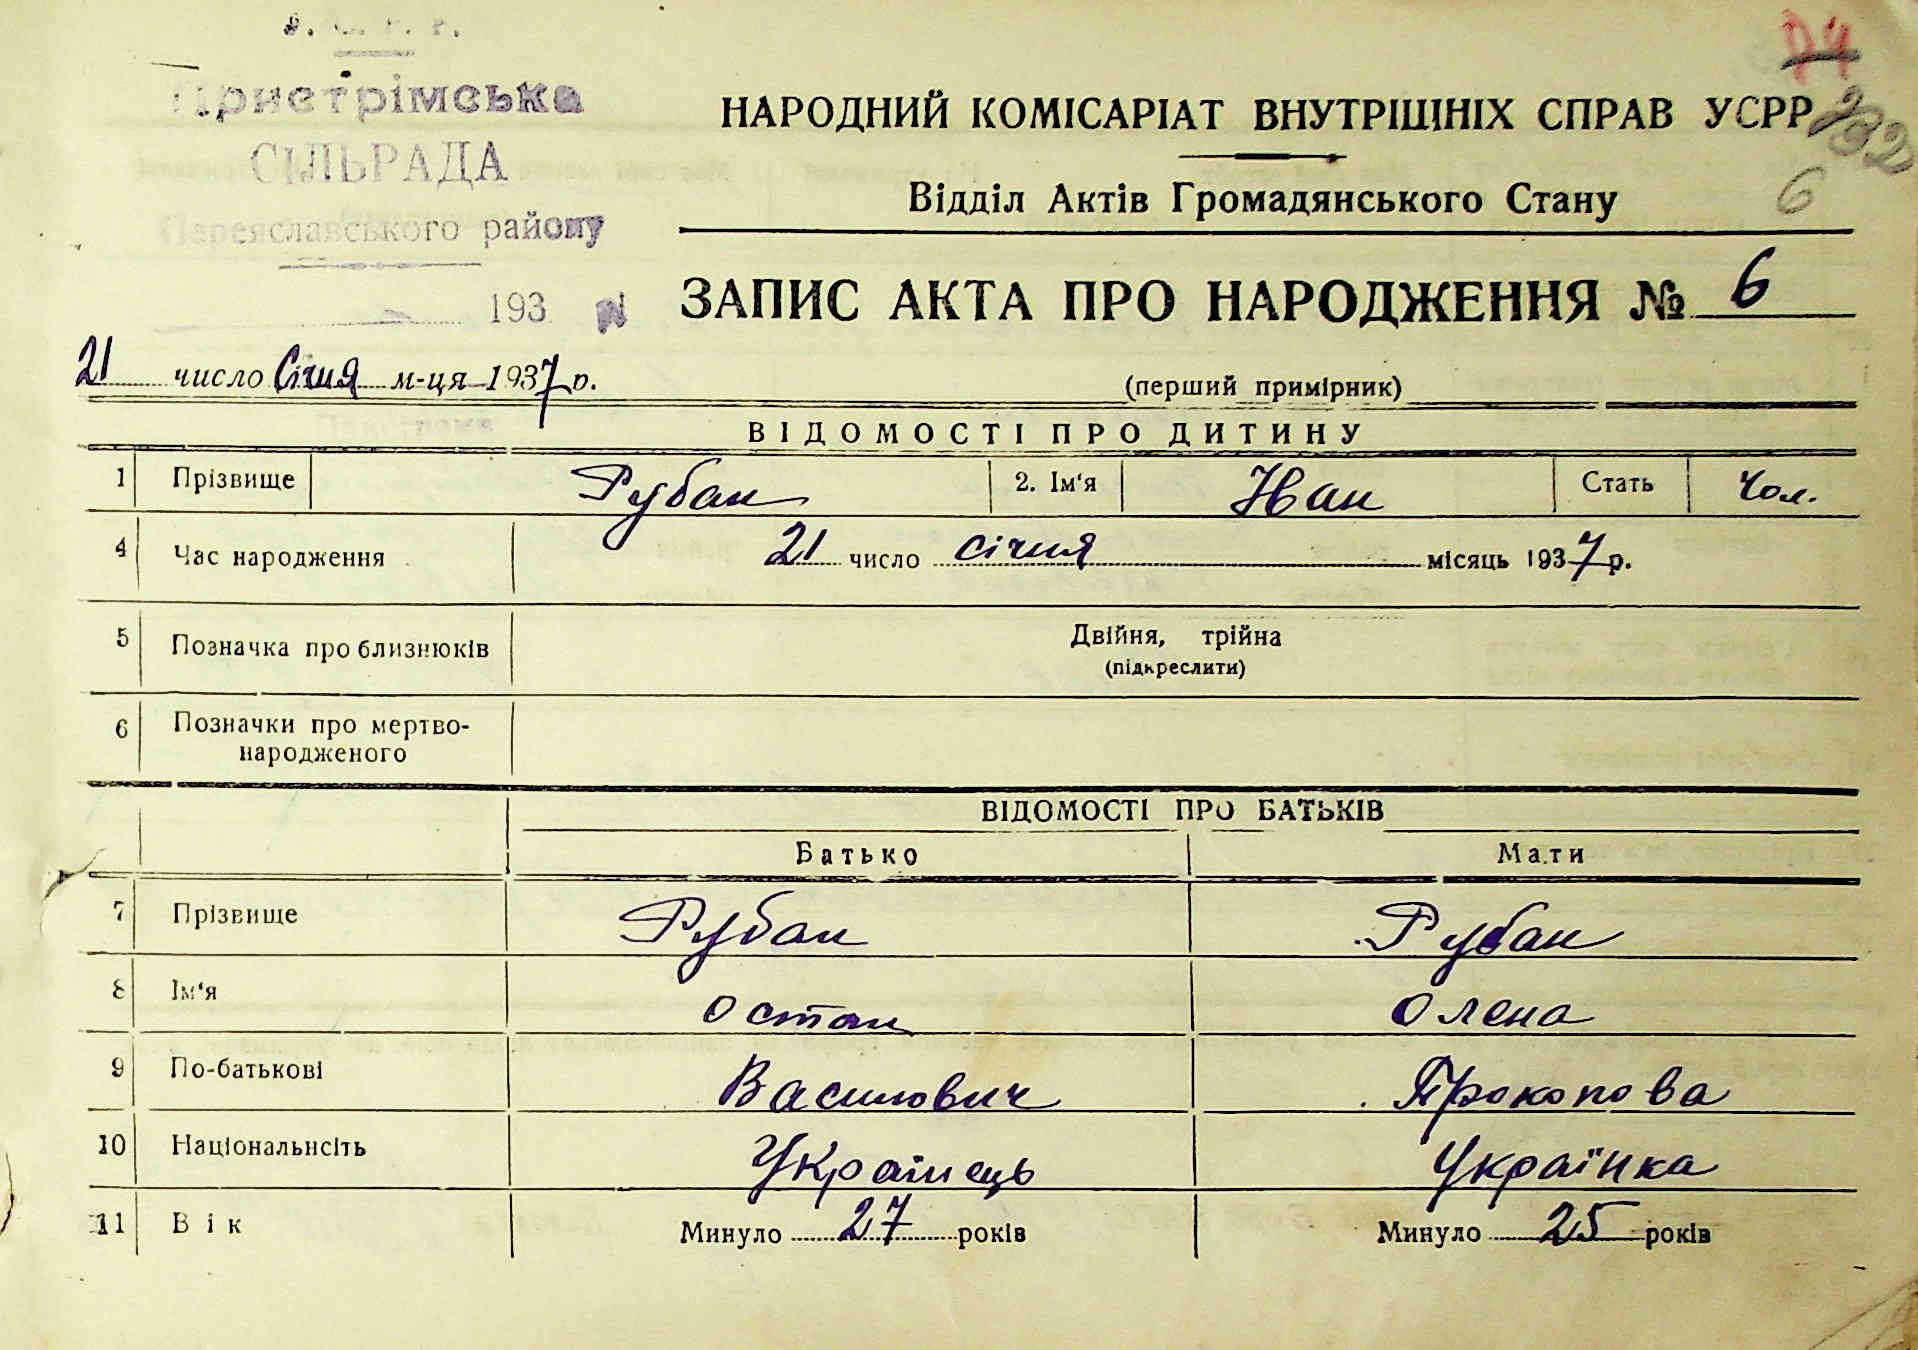 У. С. Р. Р.
Пристрімська
СІЛЬРАДА
Переяславського району
193
НАРОДНИЙ КОМІСАРІАТ ВНУТРІШНІХ СПРАВ УСРР
Відділ Актів Громадянського Стану
6
ЗАПИС АКТА ПРО НАРОДЖЕННЯ № 6
21 число Січня м-ця 1937 р.
(перший примірник)
ВІДОМОСТІ ПРО ДИТИНУ
1 Прізвище Рубан 2. Ім'я Іван Стать Чол.
4 Час народження 21 число січня місяць 1937 р.
5 Позначка про близнюків Двійня, трійна
(підкреслити)
6 Позначки про мертво-
народженого
ВІДОМОСТІ ПРО БАТЬКІВ
Батько Мати
7 Прізвище Рубан Рубан
8 Ім'я Остап Олена
9 По-батькові Василович Прокопова
10 Національнсіть Українець Українка
11 Вік Минуло 27 років Минуло 25 років